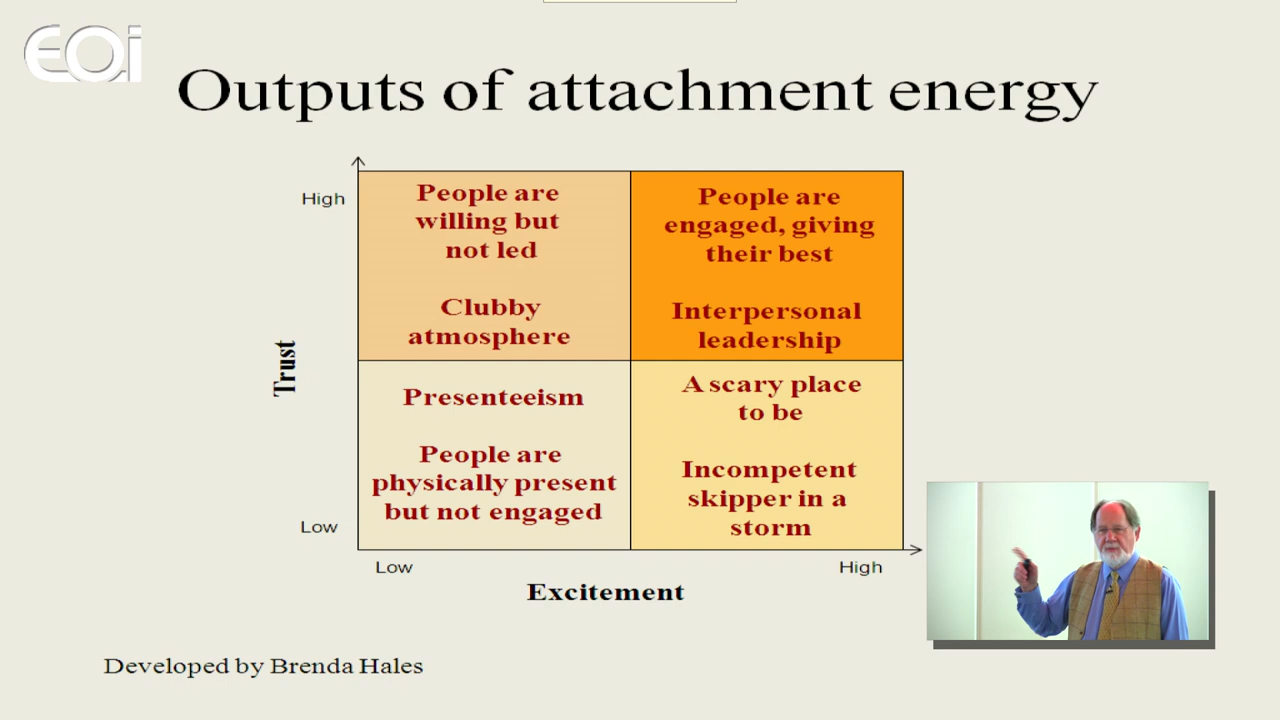 EQi
Outputs of attachment energy
High
People are
willing but
not led
Clubby
atmosphere
People are
engaged, giving
their best
Interpersonal
leadership
Trust
Presenteeism
People are
physically present
but not engaged
A scary place
to be
Incompetent
skipper in a
storm
Low
Low
High
Excitement
Developed by Brenda Hales